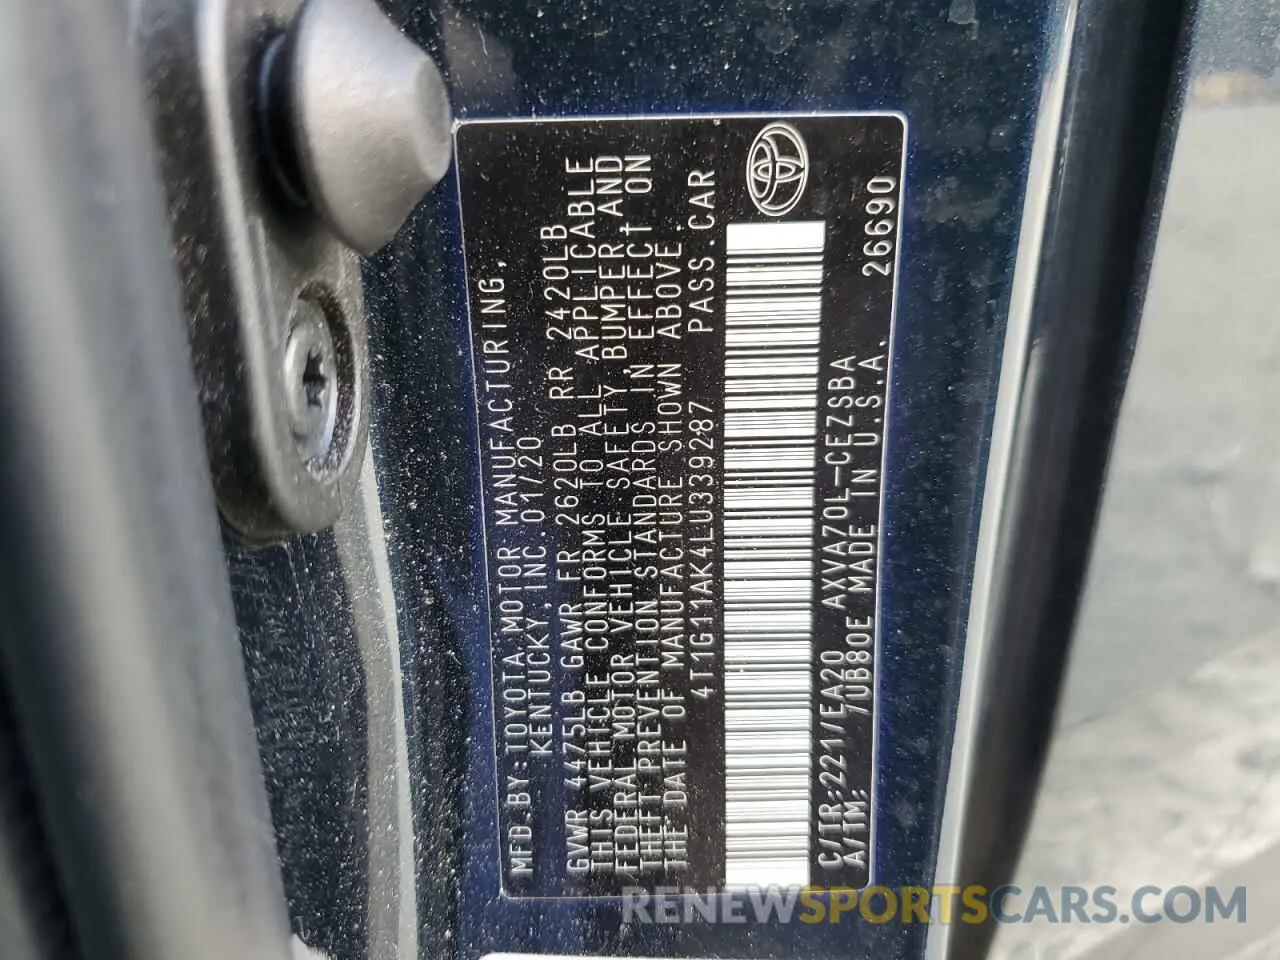 MFD.BY:TOYOTA MOTOR MANUFACTURING,
KENTUCKY,INC. 01/20
GVWR 4475LB GAWR FR 2620LB RR 2420LB
THIS VEHICLE CONFORMS TO ALL APPLICABLE
FEDERAL MOTOR VEHICLE SAFETY,BUMPER,AND
THEFT PREVENTION STANDARDS IN EFFECT ON
THE DATE OF MANUFACTURE SHOWN ABOVE.
4T1G11AK4LU339287 PASS.CAR
C/TR:221/EA20 AXVA70L-CEZSBA 26690
A/TM: /UB80E MADE IN U.S.A.
RENEWSPORTSCARS.COM